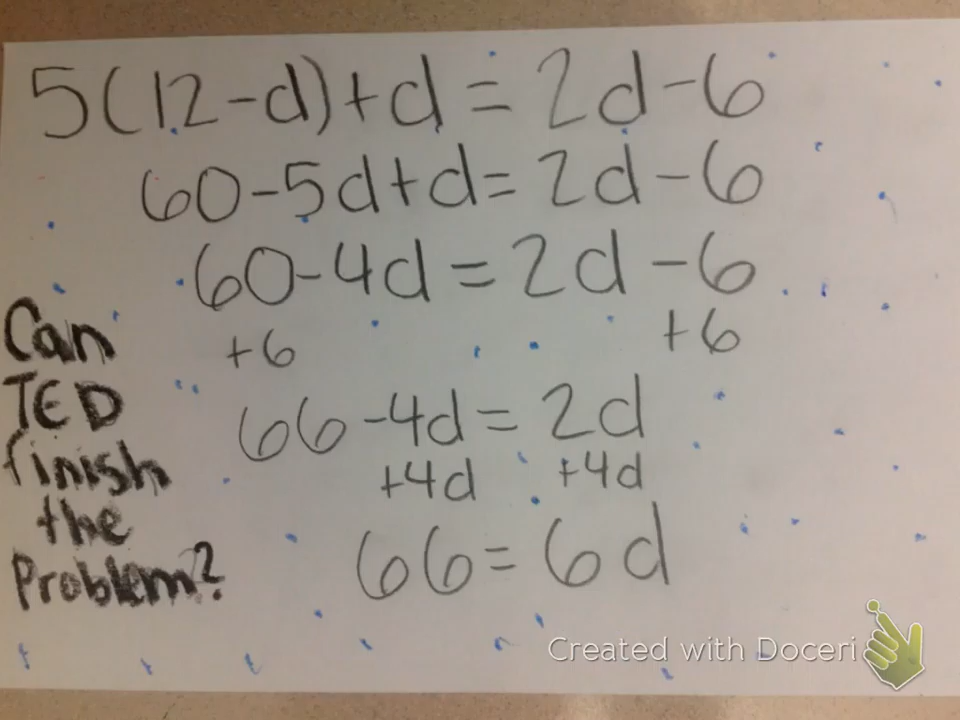 5(12-d)+d = 2d-6
60-5d+d= 2d-6
60-4d = 2d-6
+6 +6
66-4d = 2d
+4d +4d
66= 6d
Can
TED
finish
the
Problem?
Created with Doceri